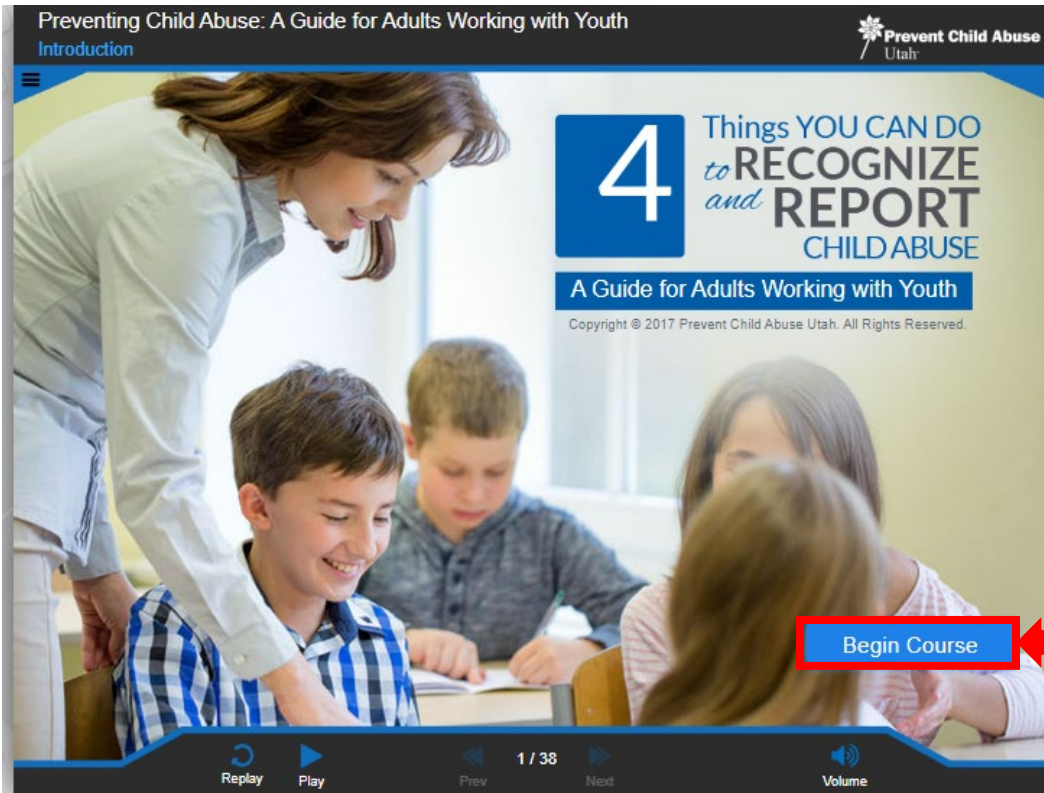 Preventing Child Abuse: A Guide for Adults Working with Youth
Introduction
Prevent Child Abuse
Utah
4
Things YOU CAN DO
to RECOGNIZE
and REPORT
CHILD ABUSE
A Guide for Adults Working with Youth
Copyright © 2017 Prevent Child Abuse Utah. All Rights Reserved.
Begin Course
Replay
Play
Prev
1 / 38
Next
Volume